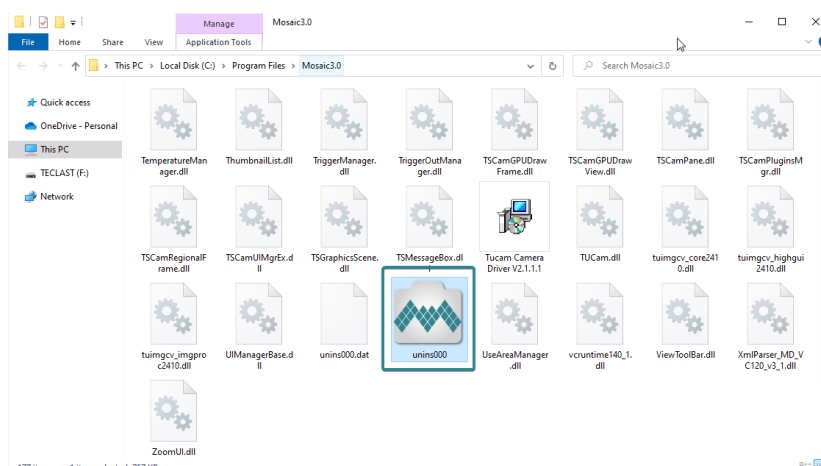 Manage
Mosaic3.0
File
Home
Share
View
Application Tools
This PC
Local Disk (C:)
Program Files
Mosaic3.0
Search Mosaic3.0
Quick access
OneDrive - Personal
This PC
TECLAST (F:)
Network
TemperatureMan
ager.dll
ThumbnailList.dll
TriggerManager.
dll
TriggerOutMana
ger.dll
TSCamGPUDraw
Frame.dll
TSCamGPUDraw
View.dll
TSCamPane.dll
TSCamPluginsM
gr.dll
TSCamRegionalF
rame.dll
TSCamUIMgrEx.d
ll
TSGraphicsScene.
dll
TSMessageBox.dl
l
Tucam Camera
Driver V2.1.1.1
TUCam.dll
tuimgcv_core241
0.dll
tuimgcv_highgui
2410.dll
tuimgcv_imgpro
c2410.dll
UIManagerBase.d
ll
unins000.dat
unins000
UseAreaManager
.dll
vcruntime140_1.
dll
ViewToolBar.dll
XmlParser_MD_V
C120_v3_1.dll
ZoomUI.dll